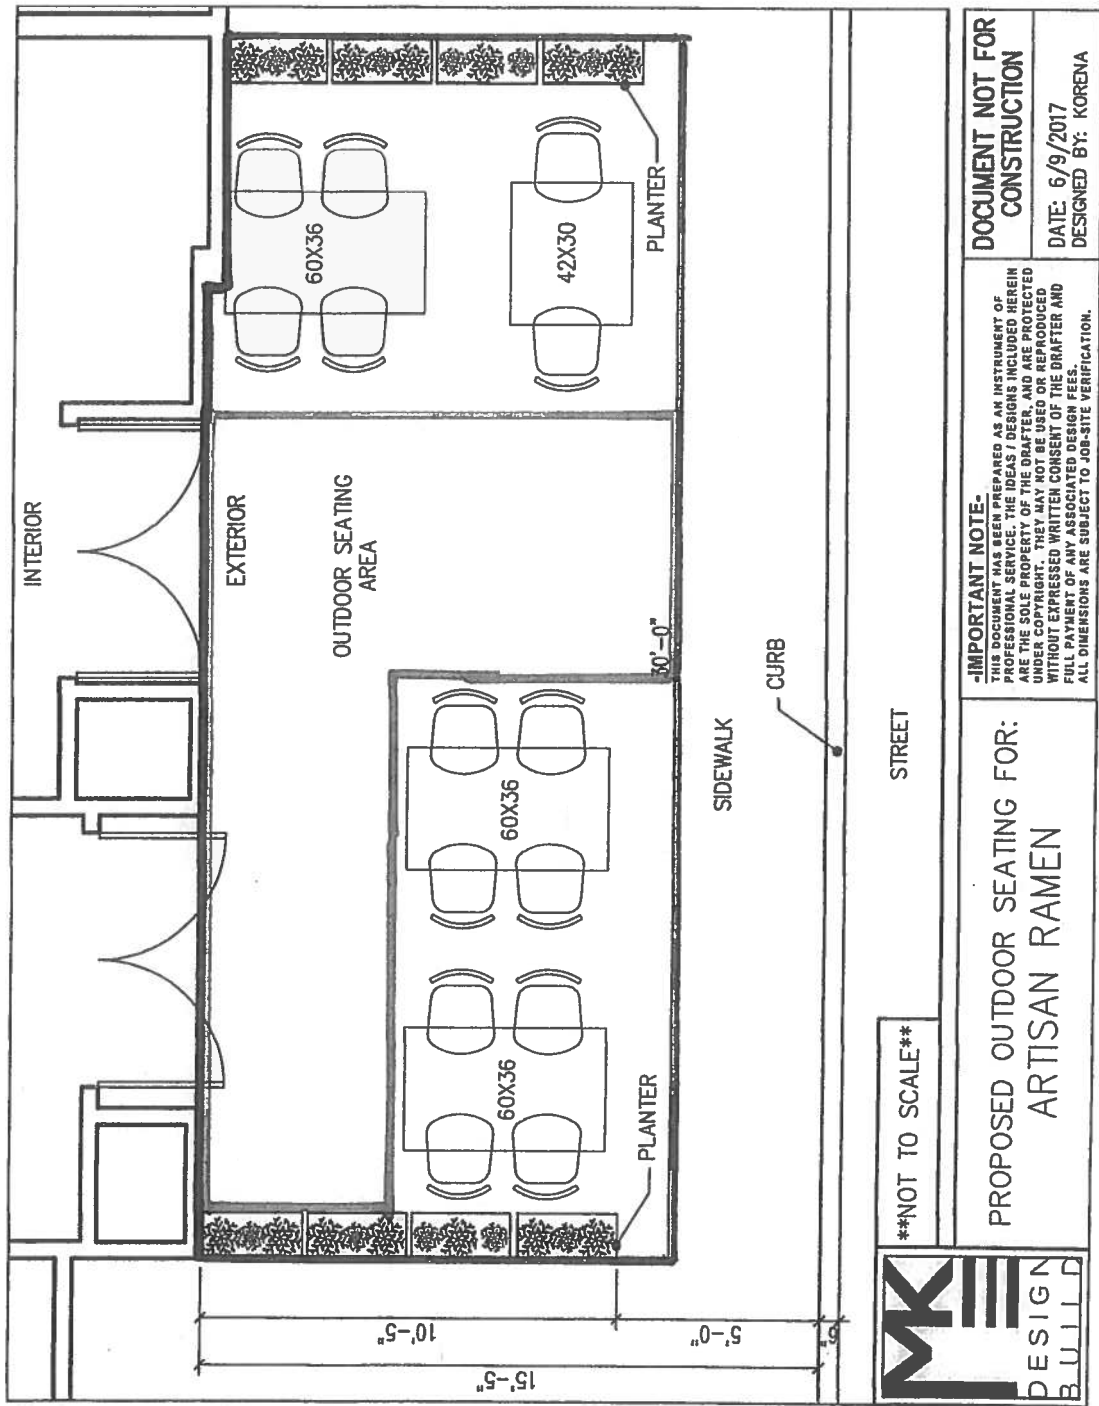 INTERIOR
EXTERIOR
OUTDOOR SEATING
AREA
60X36
42X30
PLANTER
60X36
60X36
PLANTER
30'-0"
SIDEWALK
CURB
STREET
10'-5"
5'-0"
6"
15'-5"
**NOT TO SCALE**
MK
DESIGN
BUILD
PROPOSED OUTDOOR SEATING FOR:
ARTISAN RAMEN
-IMPORTANT NOTE-
THIS DOCUMENT HAS BEEN PREPARED AS AN INSTRUMENT OF
PROFESSIONAL SERVICE. THE IDEAS / DESIGNS INCLUDED HEREIN
ARE THE SOLE PROPERTY OF THE DRAFTER, AND ARE PROTECTED
UNDER COPYRIGHT. THEY MAY NOT BE USED OR REPRODUCED
WITHOUT EXPRESSED WRITTEN CONSENT OF THE DRAFTER AND
FULL PAYMENT OF ANY ASSOCIATED DESIGN FEES.
ALL DIMENSIONS ARE SUBJECT TO JOB-SITE VERIFICATION.
DOCUMENT NOT FOR
CONSTRUCTION
DATE: 6/9/2017
DESIGNED BY: KORENA